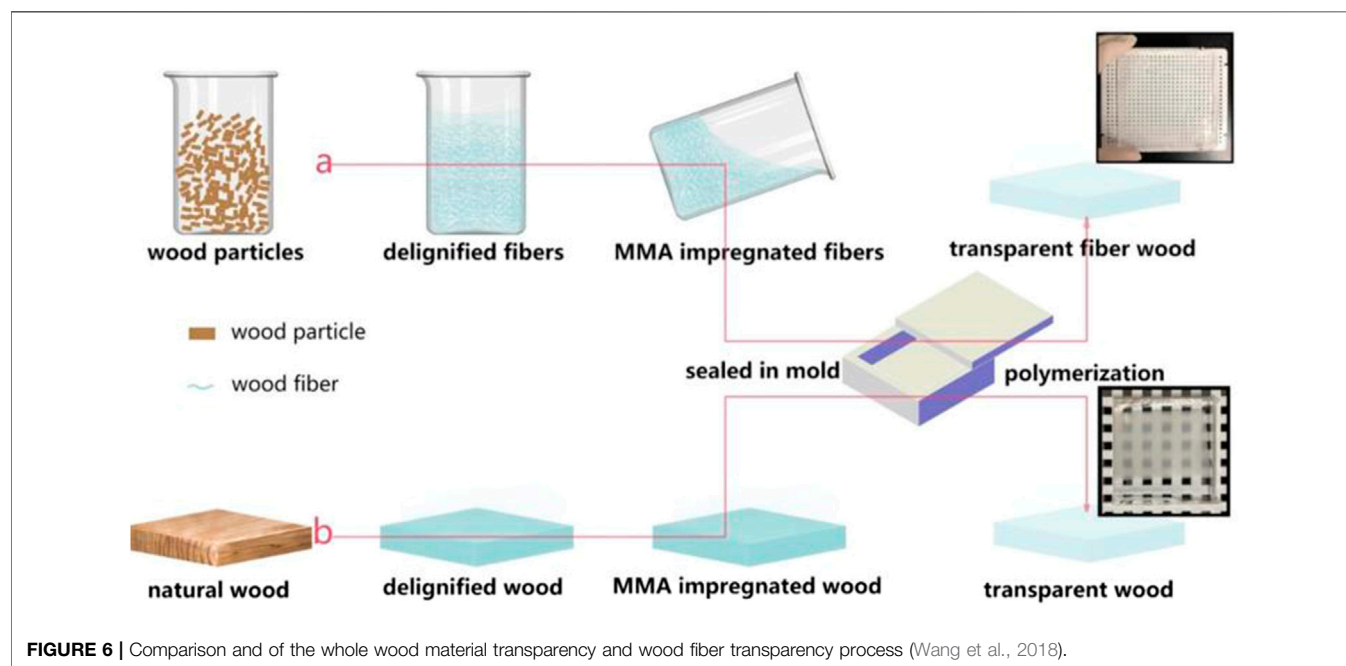 a
wood particles
delignified fibers
MMA impregnated fibers
transparent fiber wood
wood particle
wood fiber
sealed in mold
polymerization
b
natural wood
delignified wood
MMA impregnated wood
transparent wood
FIGURE 6 | Comparison and of the whole wood material transparency and wood fiber transparency process (Wang et al., 2018).